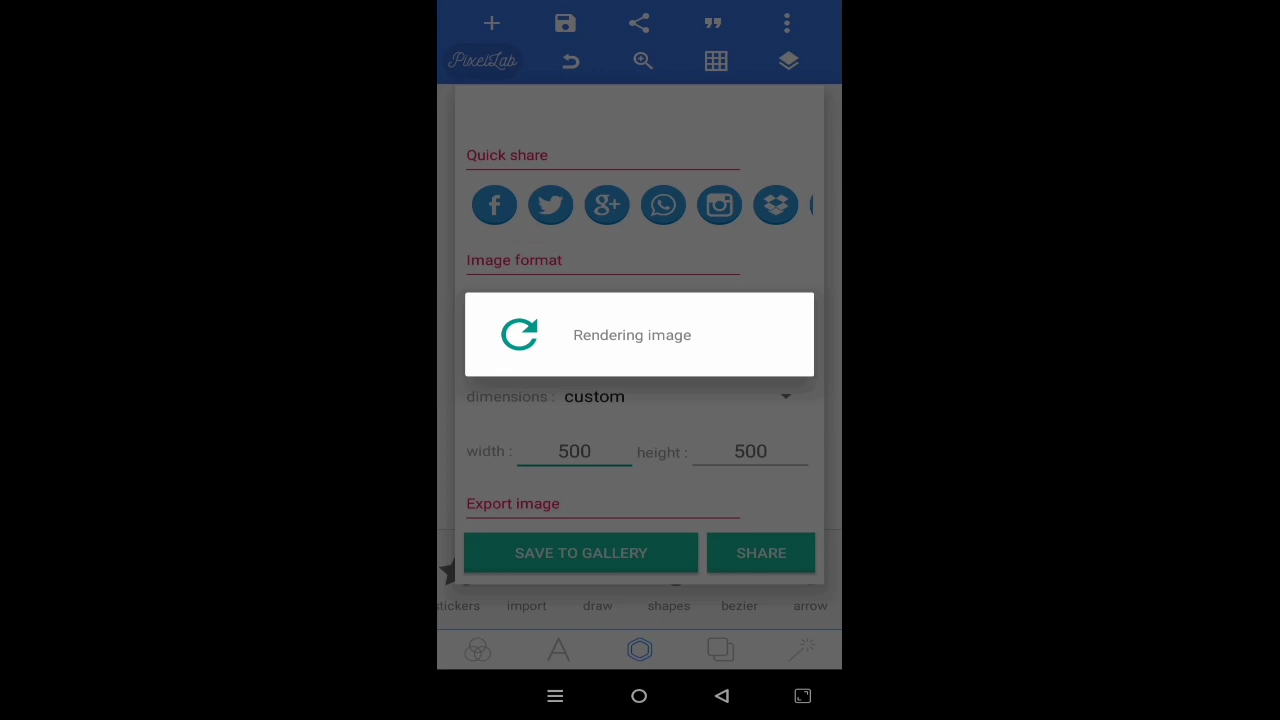 PixelLab
Quick share
Image format
Rendering image
dimensions : custom
width : 500 height : 500
Export image
SAVE TO GALLERY SHARE
stickers import draw shapes bezier arrow